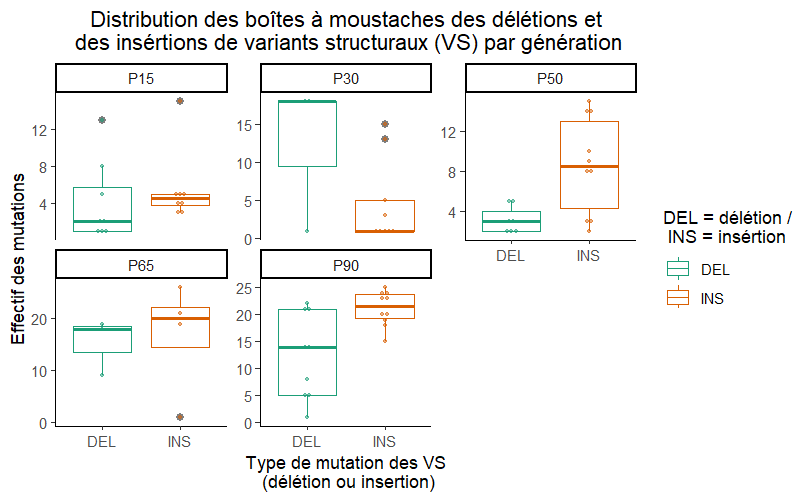 Distribution des boîtes à moustaches des délétions et
des insértions de variants structuraux (VS) par génération
P15
P30
P50
12
8
4
15
10
5
0
12
8
4
DEL
INS
P65
P90
20
10
0
25
20
15
10
5
0
DEL
INS
DEL
INS
Effectif des mutations
Type de mutation des VS
(délétion ou insertion)
DEL = délétion /
INS = insértion
DEL
INS